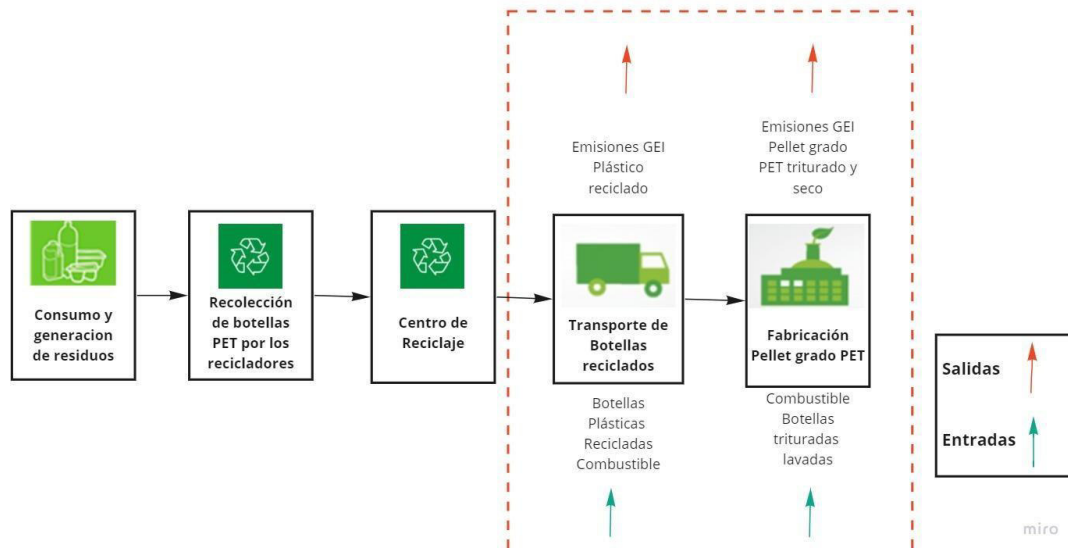 Emisiones GEI
Plástico
reciclado
Emisiones GEI
Pellet grado
PET triturado y
seco
Consumo y
generacion
de residuos
Recolección
de botellas
PET por los
recicladores
Centro de
Reciclaje
Transporte de
Botellas
reciclados
Fabricación
Pellet grado PET
Botellas
Plásticas
Recicladas
Combustible
Combustible
Botellas
trituradas
lavadas
Salidas
Entradas
miro